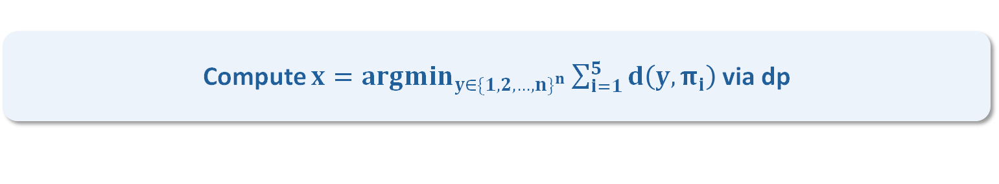 Compute x = argmin_{y∈{1,2,…,n}^n} ∑_{i=1}^{5} d(y, π_i) via dp